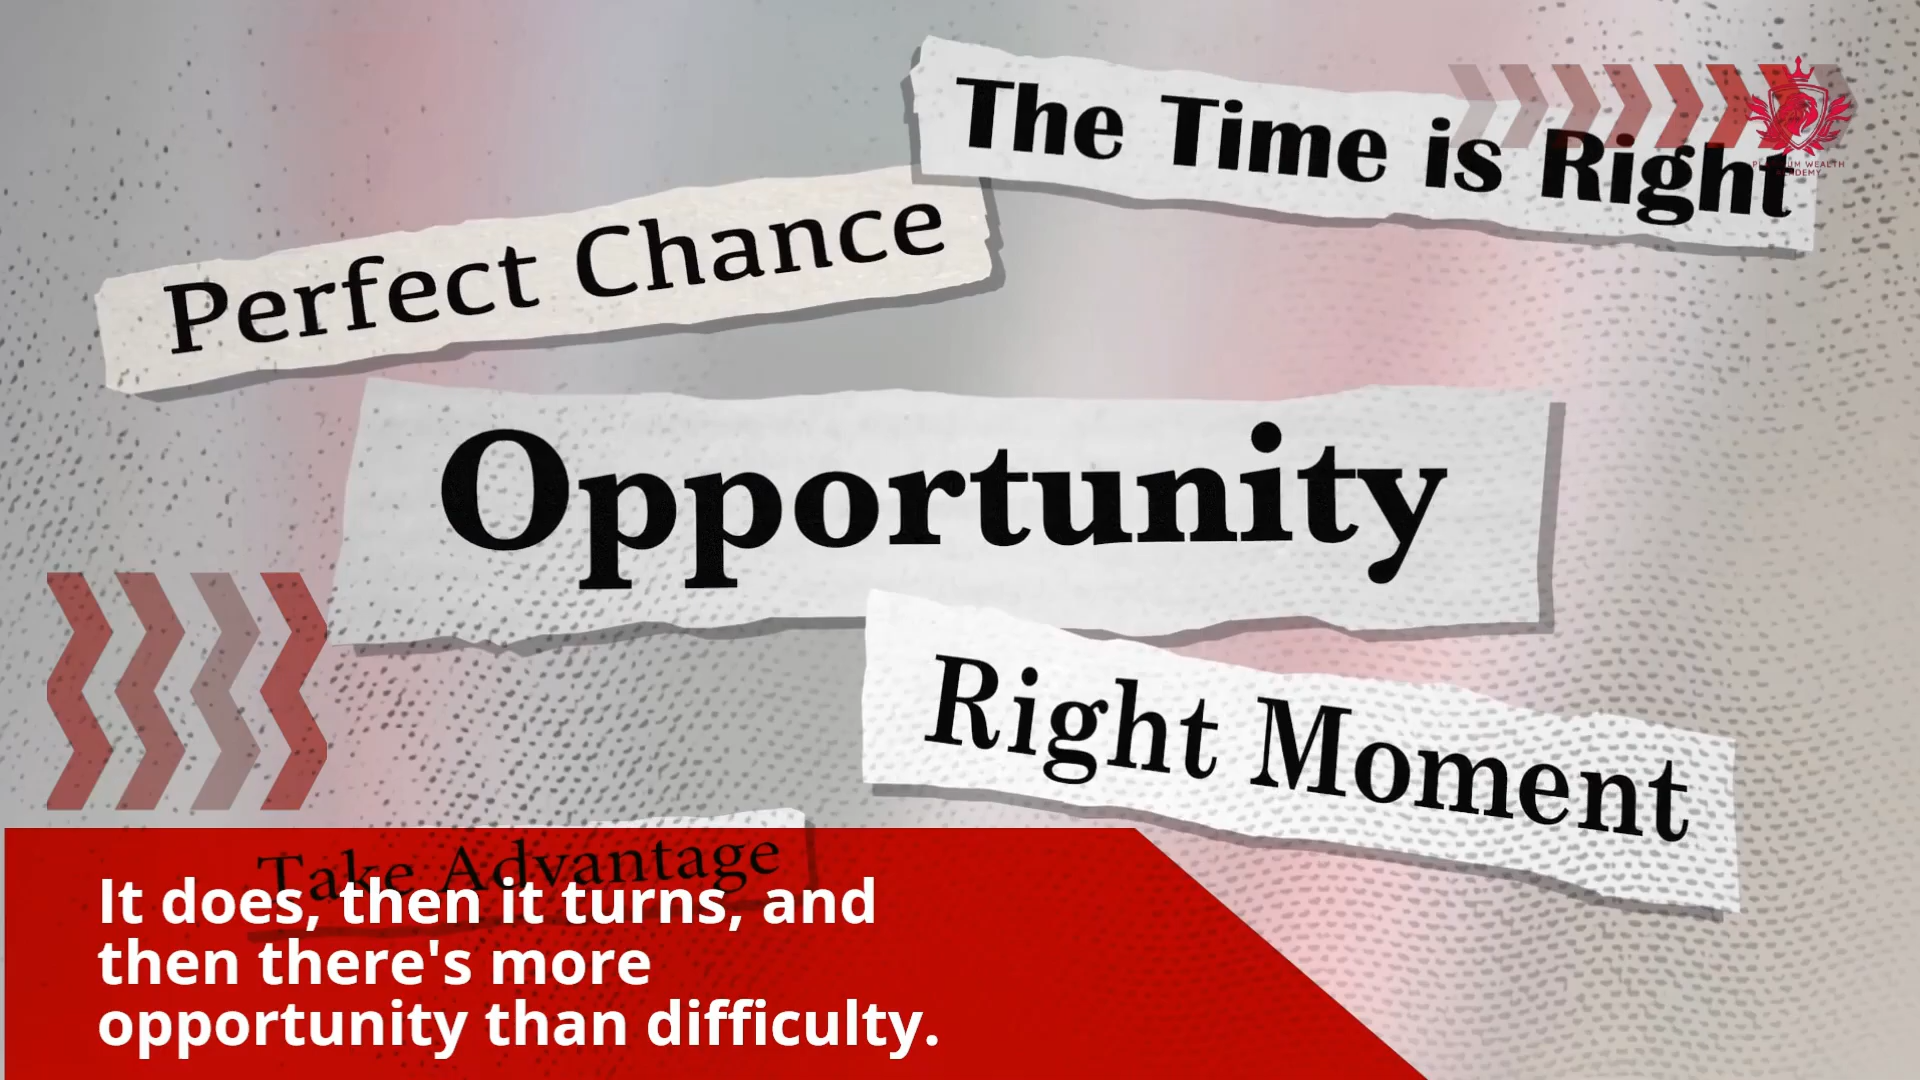 The Time is Right
Perfect Chance
Opportunity
Right Moment
Take Advantage
It does, then it turns, and
then there's more
opportunity than difficulty.